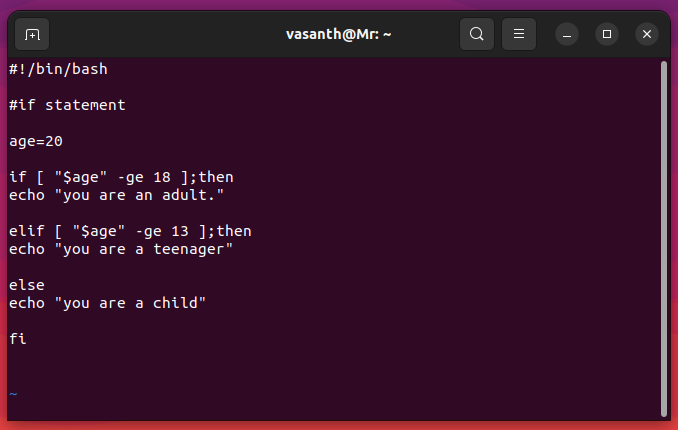 vasanth@Mr: ~
#!/bin/bash
#if statement
age=20
if [ "$age" -ge 18 ];then
echo "you are an adult."
elif [ "$age" -ge 13 ];then
echo "you are a teenager"
else
echo "you are a child"
fi
~